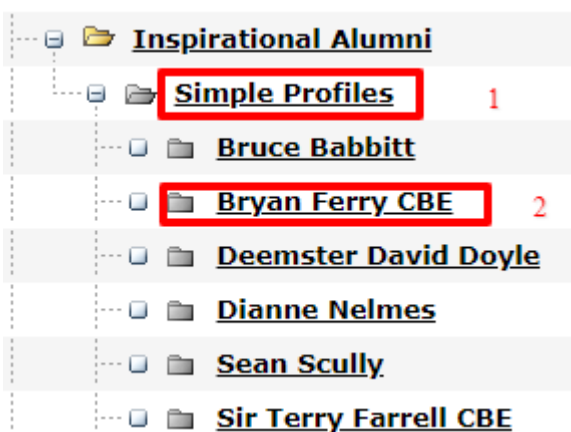 Inspirational Alumni
Simple Profiles 1
Bruce Babbitt
Bryan Ferry CBE 2
Deemster David Doyle
Dianne Nelmes
Sean Scully
Sir Terry Farrell CBE